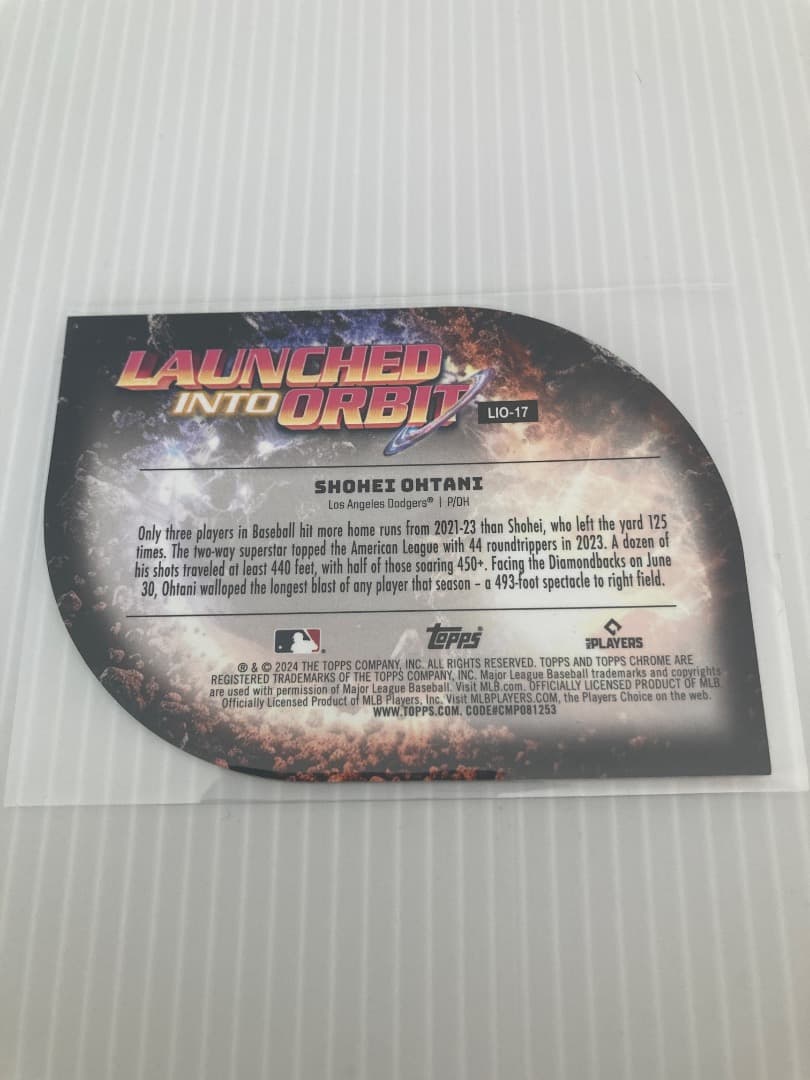 LAUNCHED
INTO ORBIT
LIO-17
SHOHEI OHTANI
Los Angeles Dodgers® | P/DH
Only three players in Baseball hit more home runs from 2021-23 than Shohei, who left the yard 125
times. The two-way superstar topped the American League with 44 roundtrippers in 2023. A dozen of
his shots traveled at least 440 feet, with half of those soaring 450+. Facing the Diamondbacks on June
30, Ohtani walloped the longest blast of any player that season – a 493-foot spectacle to right field.
Topps®
MLB PLAYERS
® & © 2024 THE TOPPS COMPANY, INC. ALL RIGHTS RESERVED. TOPPS AND TOPPS CHROME ARE
REGISTERED TRADEMARKS OF THE TOPPS COMPANY, INC. Major League Baseball trademarks and copyrights
are used with permission of Major League Baseball. Visit MLB.com. OFFICIALLY LICENSED PRODUCT OF MLB
Officially Licensed Product of MLB Players, Inc. Visit MLBPLAYERS.COM, the Players Choice on the web.
WWW.TOPPS.COM. CODE#CMP081253